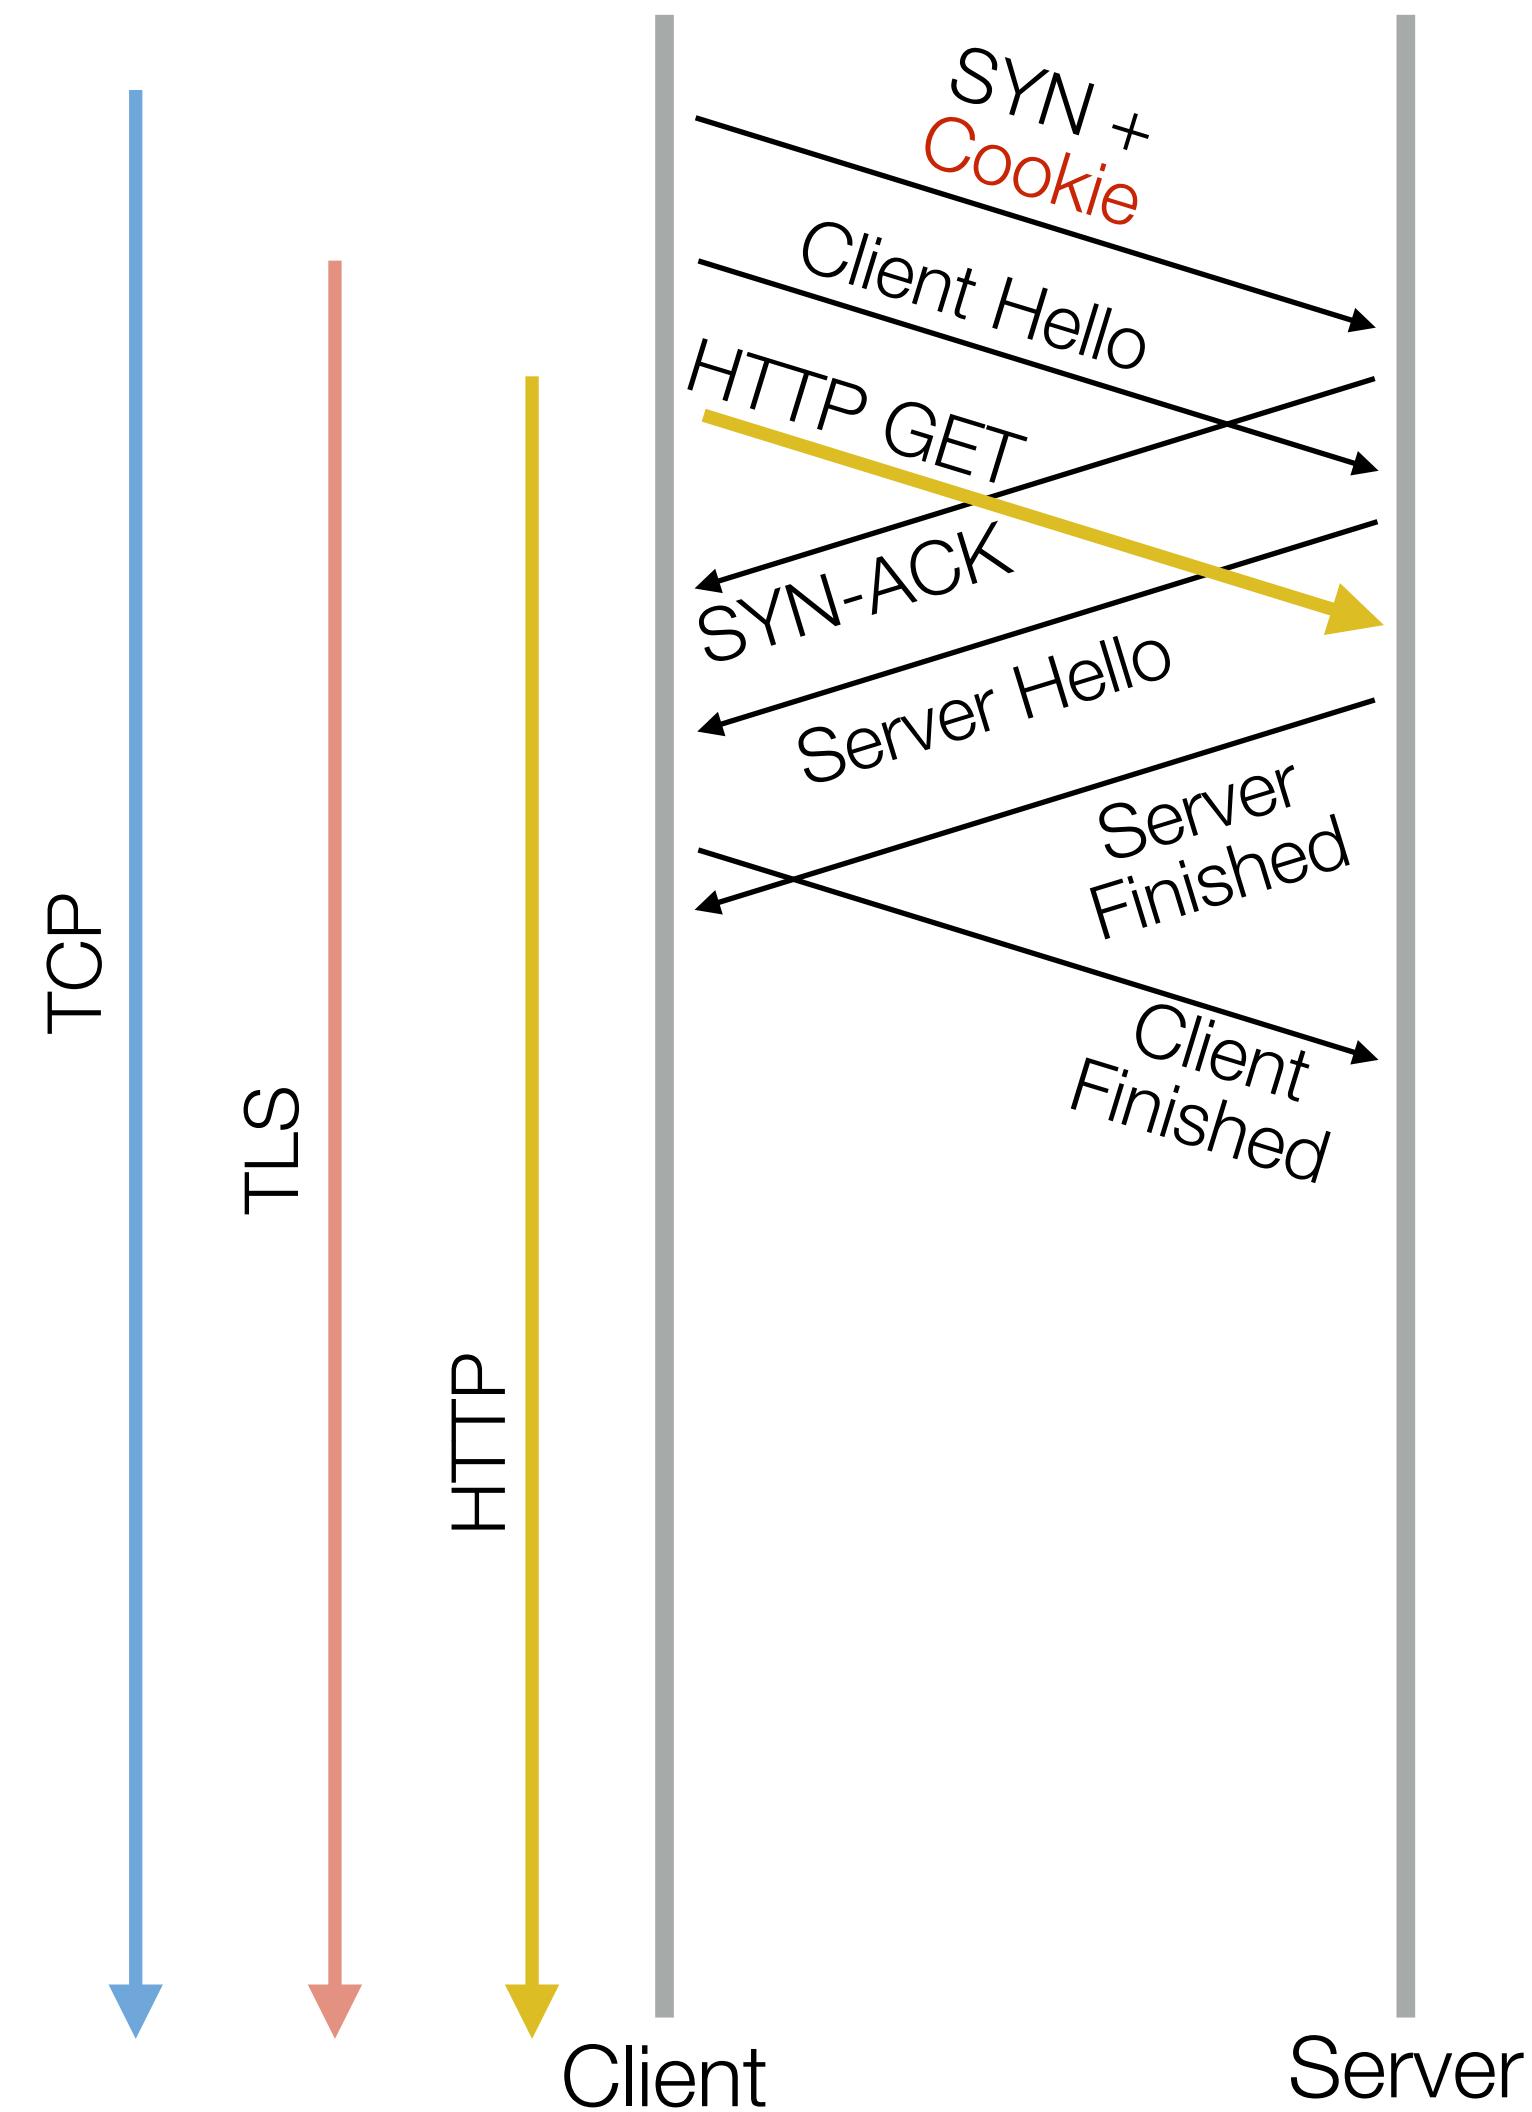 SYN +
Cookie
Client Hello
HTTP GET
SYN-ACK
Server Hello
Server
Finished
Client
Finished
TCP
TLS
HTTP
Client
Server